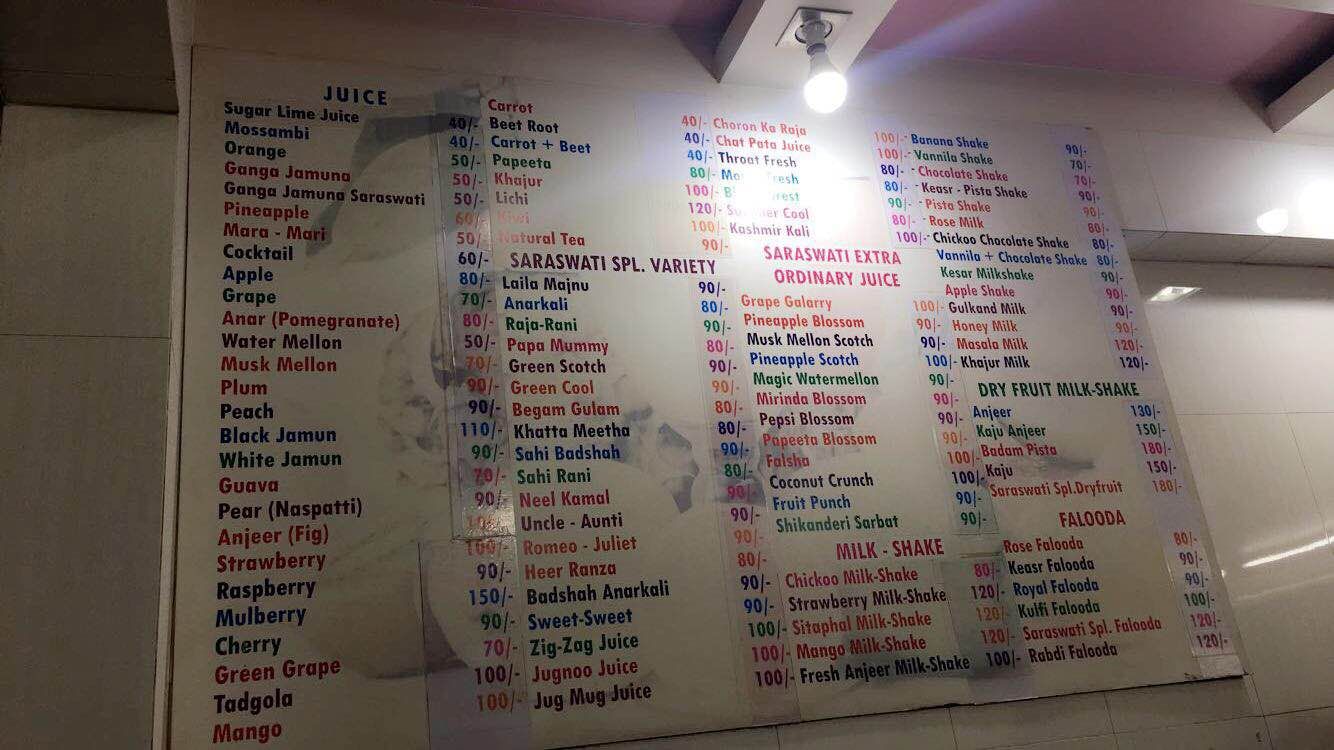 JUICE
Sugar Lime Juice 40/-
Mossambi 40/-
Orange 50/-
Ganga Jamuna 50/-
Ganga Jamuna Saraswati 50/-
Pineapple 60/-
Mara - Mari 50/-
Cocktail 60/-
Apple 80/-
Grape 70/-
Anar (Pomegranate) 80/-
Water Mellon 50/-
Musk Mellon 70/-
Plum 90/-
Peach 90/-
Black Jamun 110/-
White Jamun 90/-
Guava 70/-
Pear (Naspatti) 90/-
Anjeer (Fig) 100/-
Strawberry 100/-
Raspberry 90/-
Mulberry 150/-
Cherry 90/-
Green Grape 70/-
Tadgola 100/-
Mango 100/-
Carrot 40/-
Beet Root 40/-
Carrot + Beet 40/-
Papeeta 80/-
Khajur 100/-
Lichi 120/-
Kiwi 100/-
Natural Tea 90/-
SARASWATI SPL. VARIETY
Laila Majnu 90/-
Anarkali 80/-
Raja-Rani 90/-
Papa Mummy 80/-
Green Scotch 90/-
Green Cool 90/-
Begam Gulam 80/-
Khatta Meetha 80/-
Sahi Badshah 90/-
Sahi Rani 80/-
Neel Kamal 90/-
Uncle - Aunti 90/-
Romeo - Juliet 90/-
Heer Ranza 80/-
Badshah Anarkali 90/-
Sweet-Sweet 90/-
Zig-Zag Juice 100/-
Jugnoo Juice 100/-
Jug Mug Juice 100/-
Choron Ka Raja 100/-
Chat Pata Juice 100/-
Throat Fresh 80/-
Fresh 80/-
90/-
Summer Cool 80/-
Kashmir Kali 100/-
SARASWATI EXTRA
ORDINARY JUICE
Grape Galarry 100/-
Pineapple Blossom 90/-
Musk Mellon Scotch 90/-
Pineapple Scotch 100/-
Magic Watermellon 90/-
Mirinda Blossom 90/-
Pepsi Blossom 90/-
Papeeta Blossom 90/-
Falsha 100/-
Coconut Crunch 100/-
Fruit Punch 90/-
Shikanderi Sarbat 90/-
MILK - SHAKE
Chickoo Milk-Shake 80/-
Strawberry Milk-Shake 120/-
Sitaphal Milk-Shake 120/-
Mango Milk-Shake 120/-
Fresh Anjeer Milk-Shake 100/-
Banana Shake 90/-
Vannila Shake 70/-
Chocolate Shake 70/-
Keasr - Pista Shake 90/-
Pista Shake 90/-
Rose Milk 80/-
Chickoo Chocolate Shake 80/-
Vannila + Chocolate Shake 80/-
Kesar Milkshake 90/-
Apple Shake 90/-
Gulkand Milk 90/-
Honey Milk 90/-
Masala Milk 120/-
Khajur Milk 120/-
DRY FRUIT MILK-SHAKE
Anjeer 130/-
Kaju Anjeer 150/-
Badam Pista 180/-
Kaju 150/-
Saraswati Spl.Dryfruit 180/-
FALOODA
Rose Falooda 80/-
Keasr Falooda 90/-
Royal Falooda 90/-
Kulfi Falooda 100/-
Saraswati Spl. Falooda 120/-
Rabdi Falooda 120/-